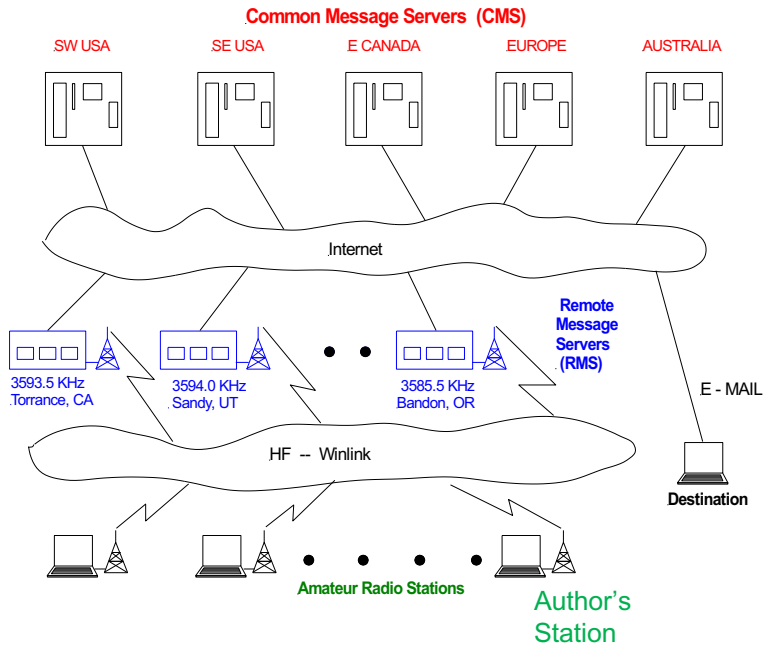 Common Message Servers (CMS)
SW USA
SE USA
E CANADA
EUROPE
AUSTRALIA
Internet
Remote
Message
Servers
(RMS)
3593.5 KHz
Torrance, CA
3594.0 KHz
Sandy, UT
3585.5 KHz
Bandon, OR
E - MAIL
HF -- Winlink
Destination
Amateur Radio Stations
Author's
Station